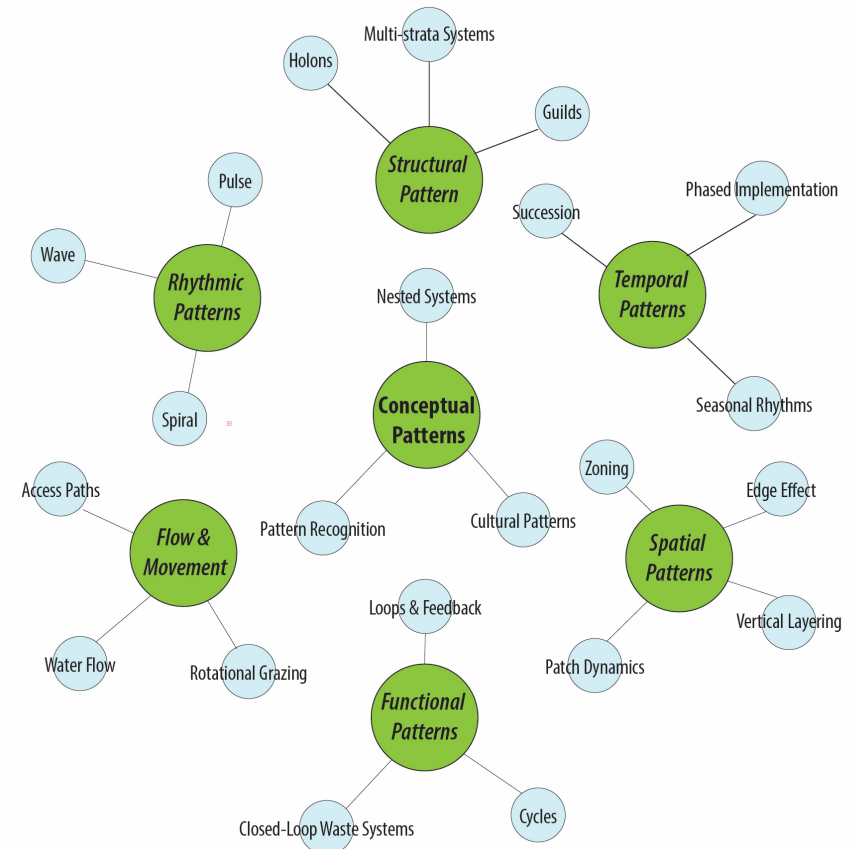 Multi-strata Systems
Holons
Guilds
Structural
Pattern
Pulse
Wave
Rhythmic
Patterns
Spiral
Phased Implementation
Succession
Temporal
Patterns
Seasonal Rhythms
Nested Systems
Conceptual
Patterns
Pattern Recognition
Cultural Patterns
Access Paths
Flow &
Movement
Water Flow
Rotational Grazing
Zoning
Edge Effect
Spatial
Patterns
Vertical Layering
Patch Dynamics
Loops & Feedback
Functional
Patterns
Closed-Loop Waste Systems
Cycles